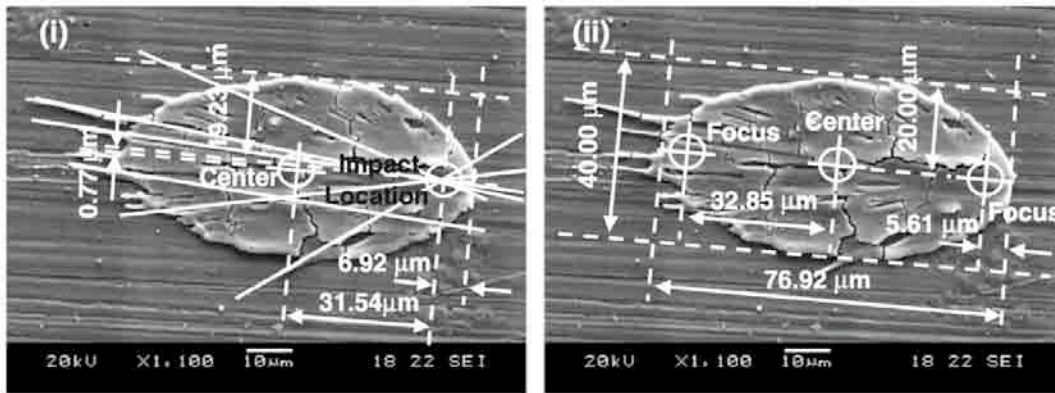 (i)
19.23 µm
0.77µm
Center
Impact
Location
6.92 µm
31.54µm
20kV X1,100 10µm 18 22 SEI
(ii)
40.00 µm
Focus
Center
20.00 µm
32.85 µm
5.61 µm
Focus
76.92 µm
20kV X1,100 10µm 18 22 SEI